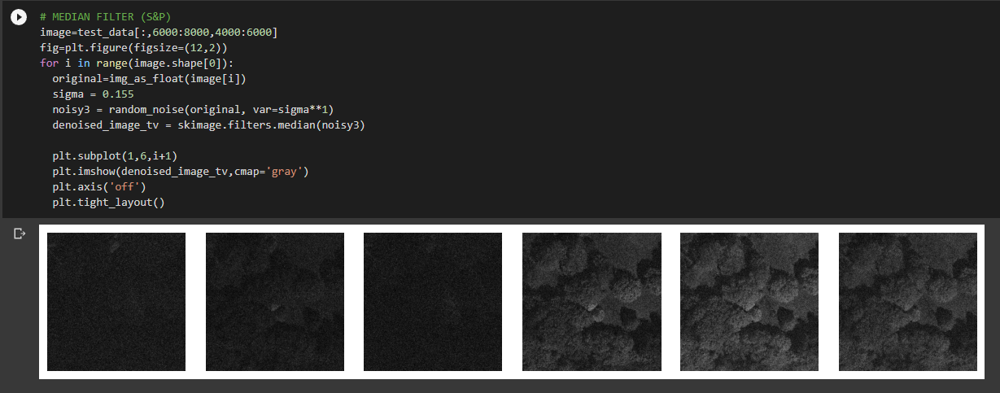 # MEDIAN FILTER (S&P)
image=test_data[:,6000:8000,4000:6000]
fig=plt.figure(figsize=(12,2))
for i in range(image.shape[0]):
  original=img_as_float(image[i])
  sigma = 0.155
  noisy3 = random_noise(original, var=sigma**1)
  denoised_image_tv = skimage.filters.median(noisy3)
  plt.subplot(1,6,i+1)
  plt.imshow(denoised_image_tv,cmap='gray')
  plt.axis('off')
  plt.tight_layout()